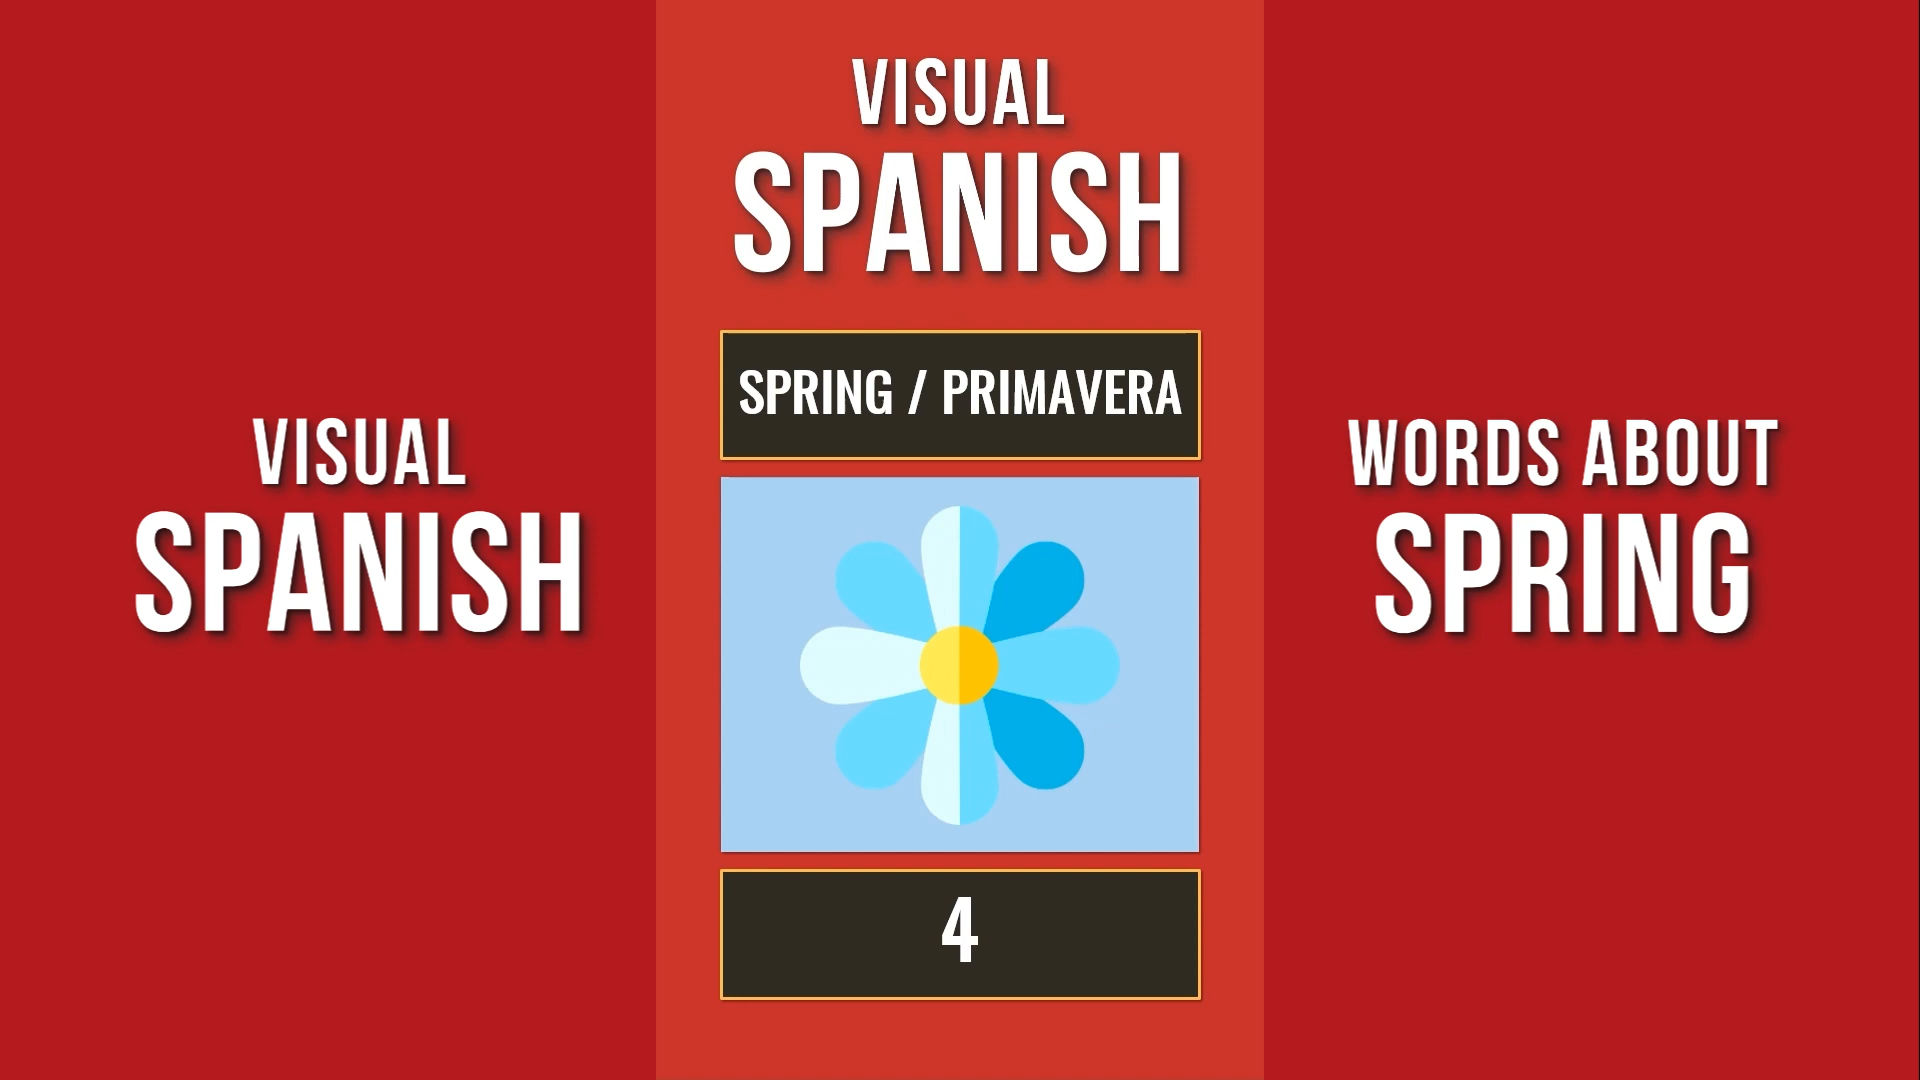 VISUAL
SPANISH
VISUAL
SPANISH
SPRING / PRIMAVERA
4
WORDS ABOUT
SPRING